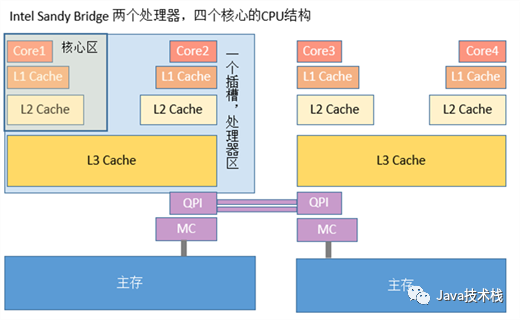 Intel Sandy Bridge 两个处理器，四个核心的CPU结构
Core1
核心区
Core2
L1 Cache
L1 Cache
L2 Cache
L2 Cache
L3 Cache
一个插槽，处理器区
QPI
MC
主存
Core3
Core4
L1 Cache
L1 Cache
L2 Cache
L2 Cache
L3 Cache
QPI
MC
主存
Java技术栈